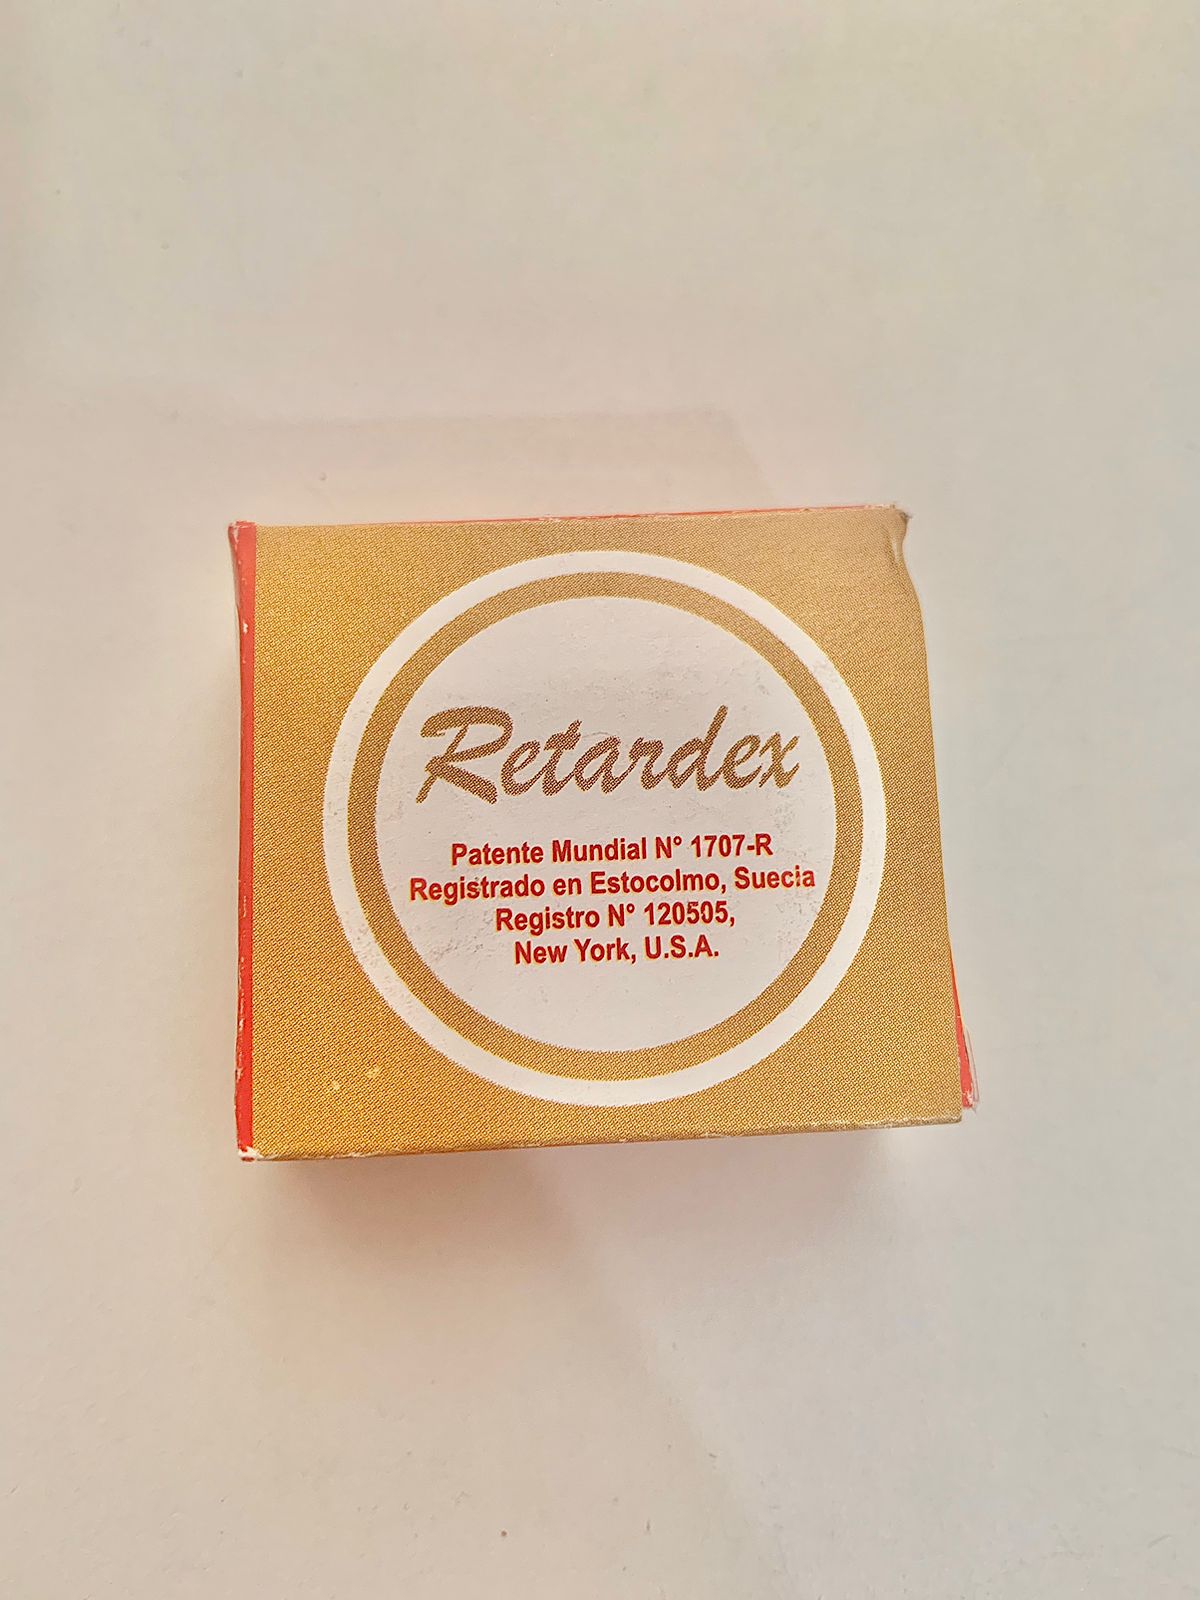 Retardex
Patente Mundial N° 1707-R
Registrado en Estocolmo, Suecia
Registro N° 120505,
New York, U.S.A.